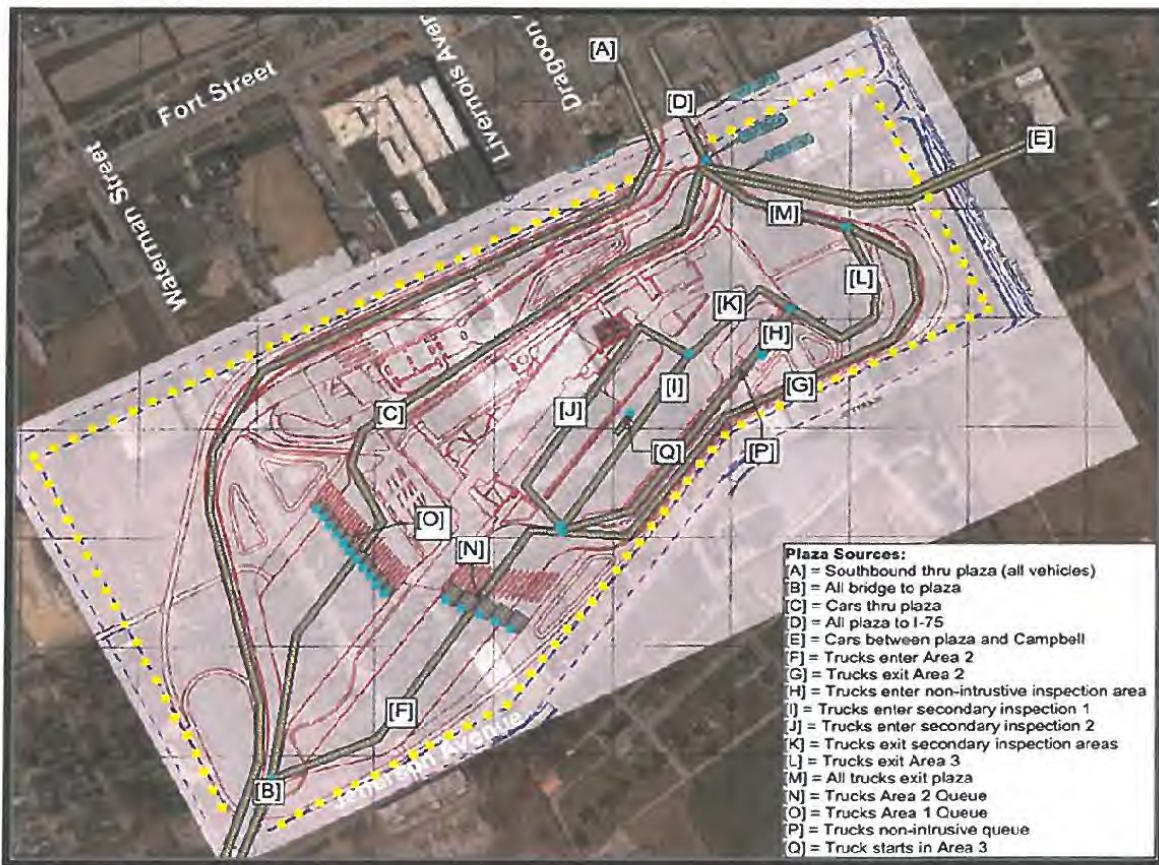 [A]
Fort Street
Livernois Aven
Dragoon
[D]
[E]
Waterman Street
[M]
[L]
[K]
[H]
[I]
[G]
[J]
[C]
[Q]
[P]
[O]
[N]
[F]
[B]
Jefferson Avenue
Plaza Sources:
[A] = Southbound thru plaza (all vehicles)
[B] = All bridge to plaza
[C] = Cars thru plaza
[D] = All plaza to I-75
[E] = Cars between plaza and Campbell
[F] = Trucks enter Area 2
[G] = Trucks exit Area 2
[H] = Trucks enter non-intrustive inspection area
[I] = Trucks enter secondary inspection 1
[J] = Trucks enter secondary inspection 2
[K] = Trucks exit secondary inspection areas
[L] = Trucks exit Area 3
[M] = All trucks exit plaza
[N] = Trucks Area 2 Queue
[O] = Trucks Area 1 Queue
[P] = Trucks non-intrusive queue
[Q] = Truck starts in Area 3